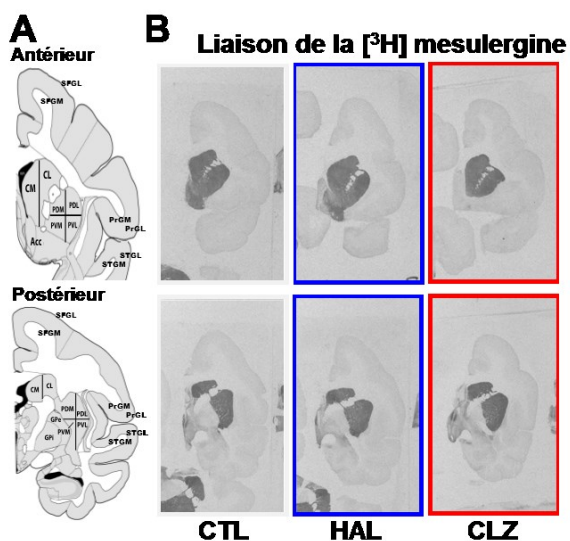 A
B
Antérieur
Liaison de la [³H] mesulergine
SFGL
SFGM
CL
CM
PDM
PDL
PVM
PVL
Acc
PrGM
PrGL
STGL
STGM
Postérieur
SFGL
SFGM
CM
CL
PDM
PDL
GPe
PVL
PVM
GPi
PrGM
PrGL
STGL
STGM
CTL
HAL
CLZ